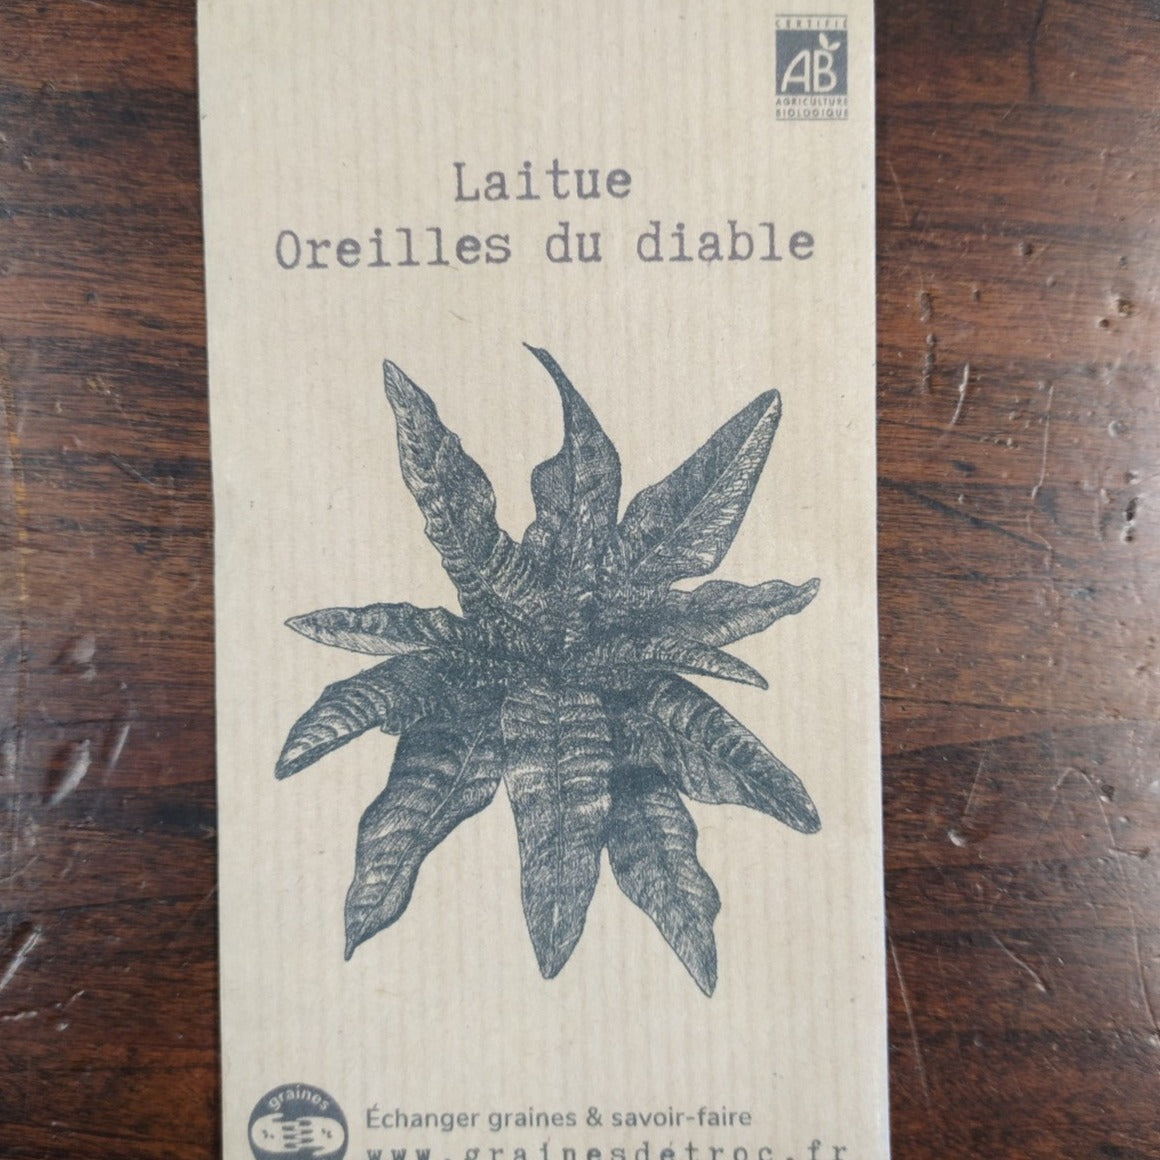 CERTIFIÉ
AB
AGRICULTURE
BIOLOGIQUE
Laitue
Oreilles du diable
graines
Échanger graines & savoir-faire
www.grainesdetroc.fr